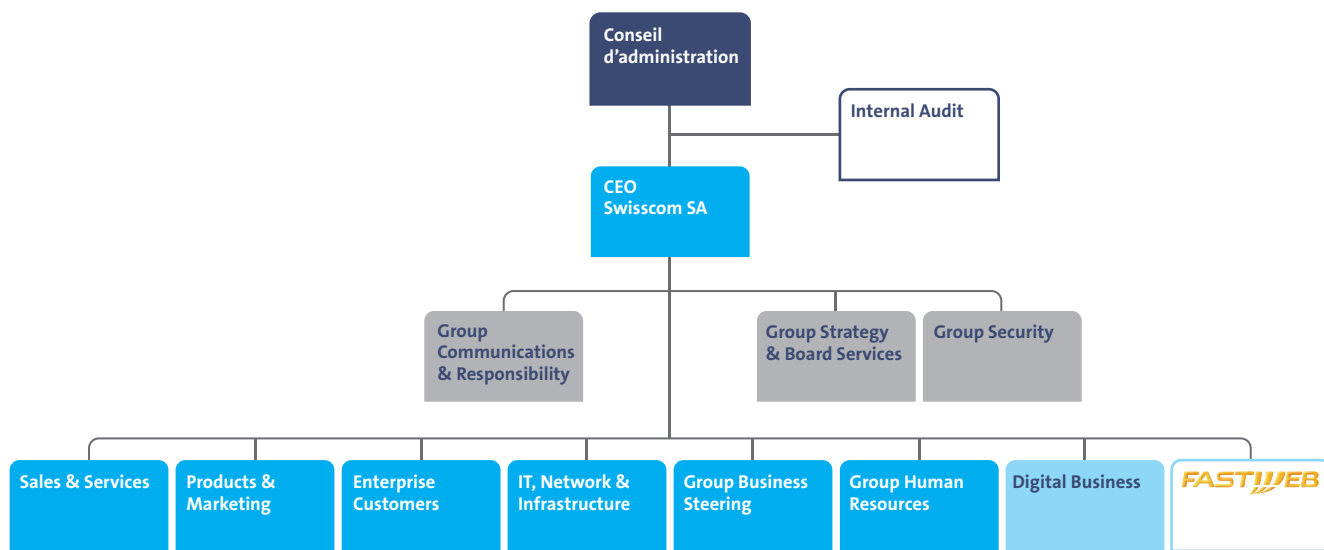 Conseil
d’administration
Internal Audit
CEO
Swisscom SA
Group
Communications
& Responsibility
Group Strategy
& Board Services
Group Security
Sales & Services
Products &
Marketing
Enterprise
Customers
IT, Network &
Infrastructure
Group Business
Steering
Group Human
Resources
Digital Business
FASTWEB